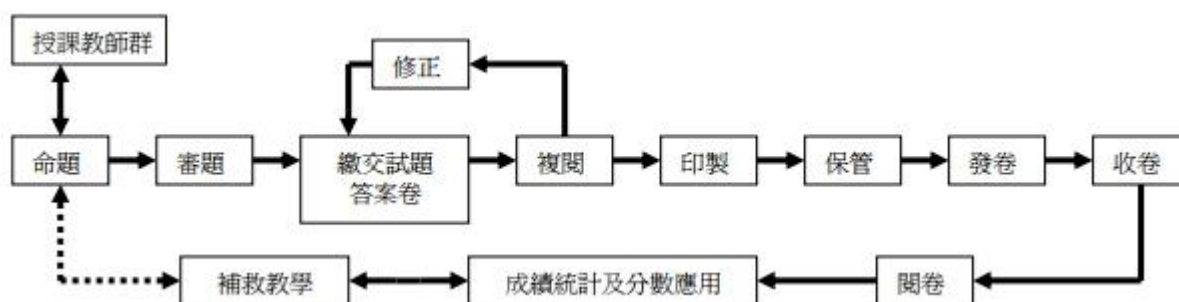 授課教師群
修正
命題
審題
繳交試題
答案卷
複閱
印製
保管
發卷
收卷
補救教學
成績統計及分數應用
閱卷